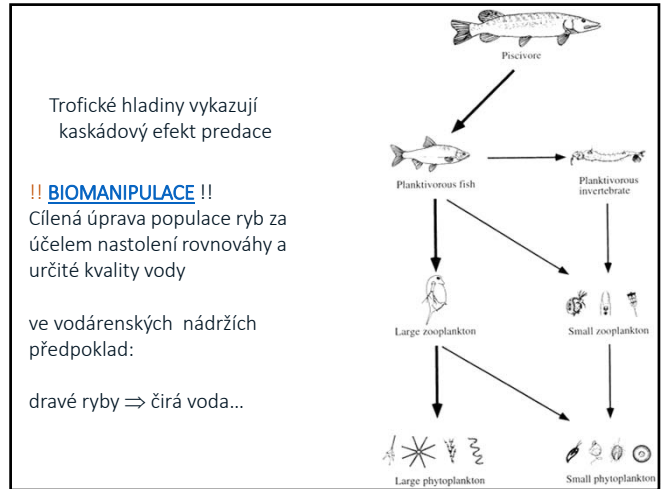 Trofické hladiny vykazují
kaskádový efekt predace
!! BIOMANIPULACE !!
Cílená úprava populace ryb za
účelem nastolení rovnováhy a
určité kvality vody
ve vodárenských nádržích
předpoklad:
dravé ryby ⇒ čirá voda...
Piscivore
Planktivorous fish
Planktivorous
invertebrate
Large zooplankton
Small zooplankton
Large phytoplankton
Small phytoplankton